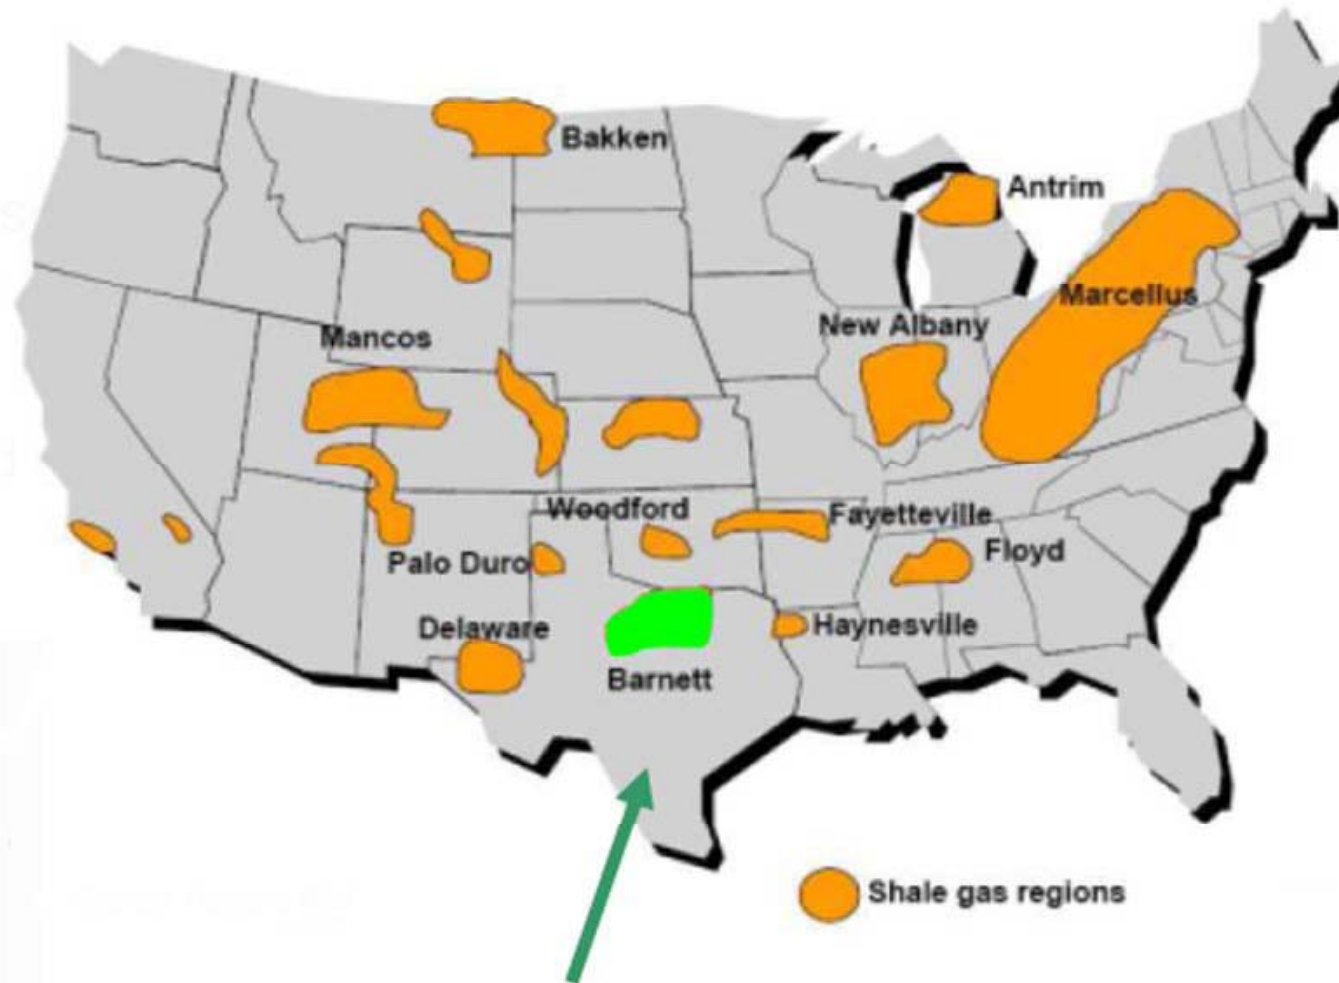 Bakken
Antrim
Marcellus
New Albany
Mancos
Woodford
Fayetteville
Floyd
Palo Duro
Delaware
Haynesville
Barnett
Shale gas regions